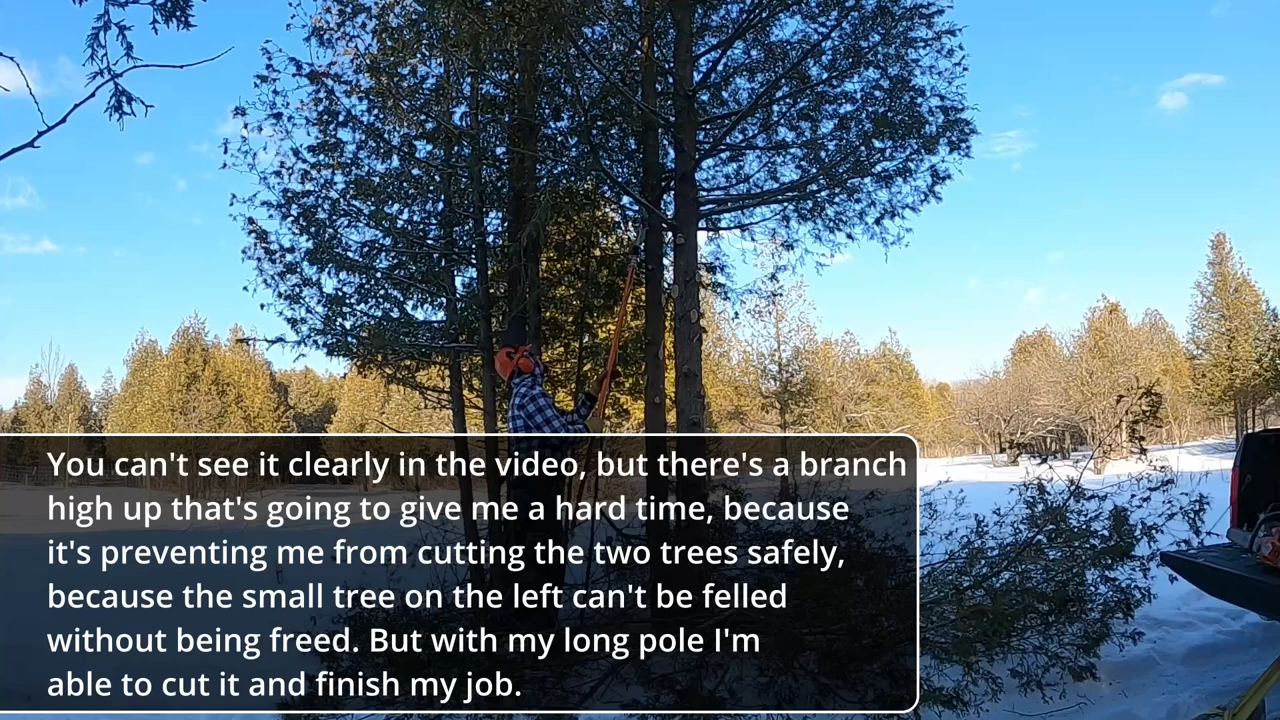 You can't see it clearly in the video, but there's a branch
high up that's going to give me a hard time, because
it's preventing me from cutting the two trees safely,
because the small tree on the left can't be felled
without being freed. But with my long pole I'm
able to cut it and finish my job.